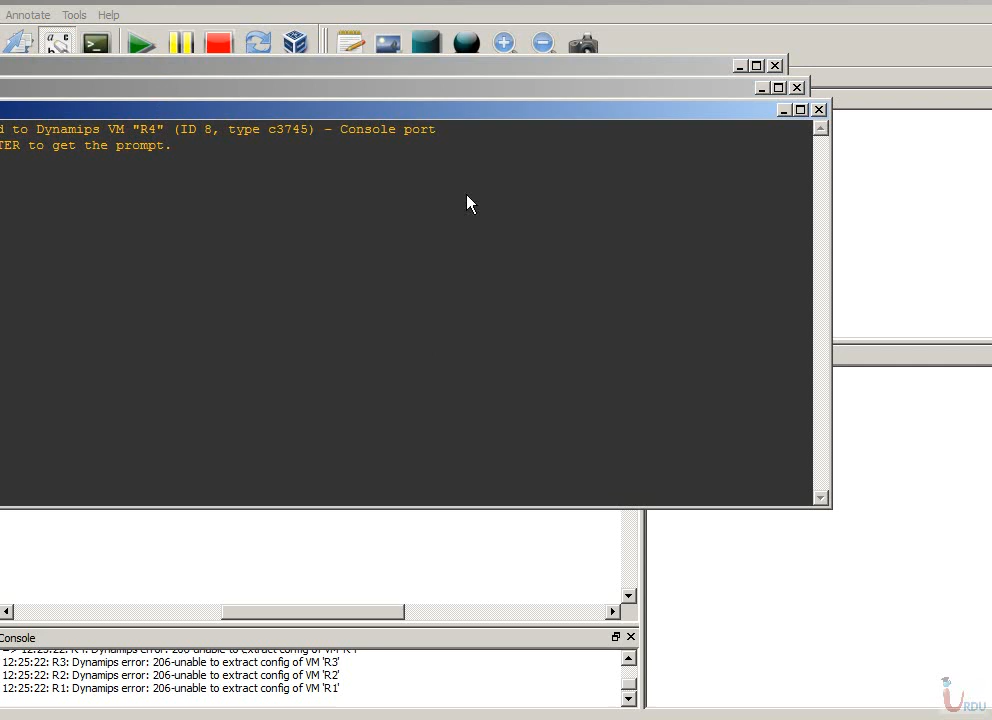 Annotate Tools Help
d to Dynamips VM "R4" (ID 8, type c3745) - Console port
TER to get the prompt.
Console
12:25:22: R3: Dynamips error: 206-unable to extract config of VM 'R3'
12:25:22: R2: Dynamips error: 206-unable to extract config of VM 'R2'
12:25:22: R1: Dynamips error: 206-unable to extract config of VM 'R1'
URDU